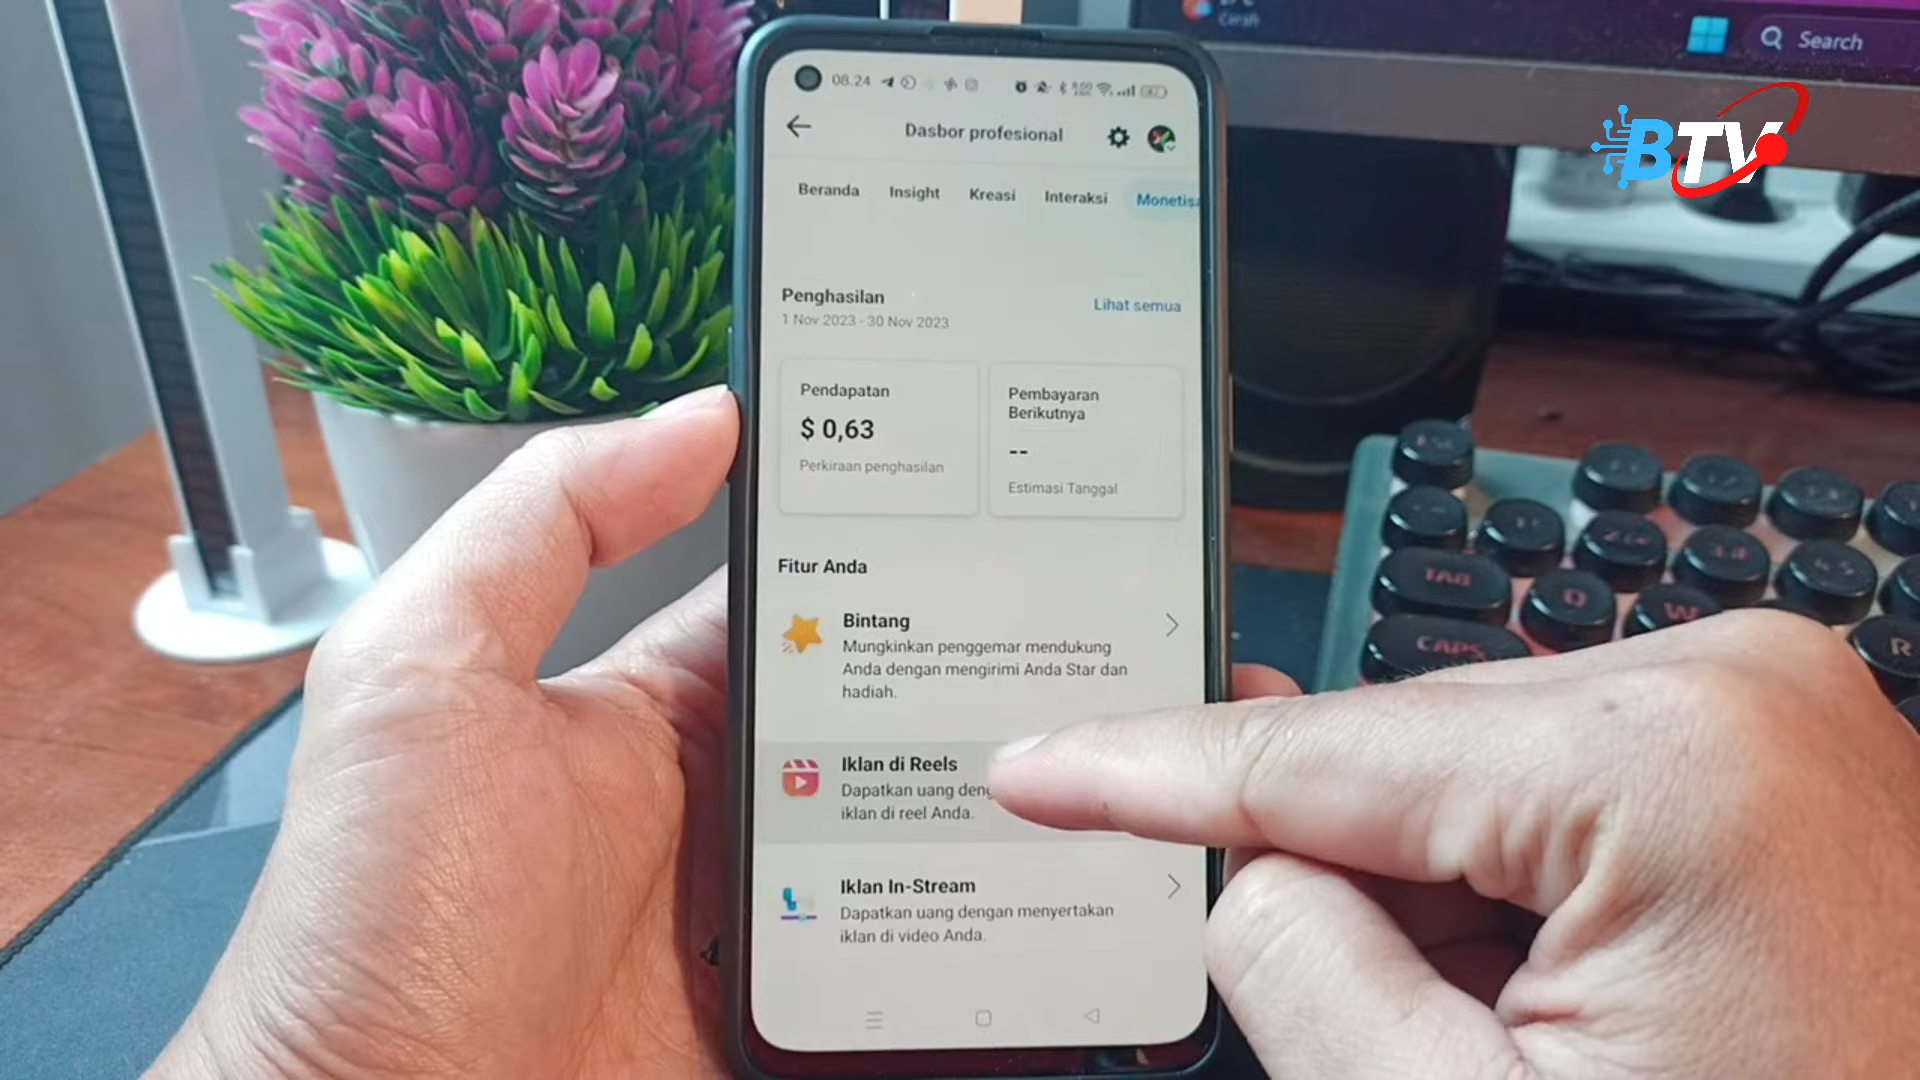 Cerah
Search
BTV
08.24
Dasbor profesional
Beranda Insight Kreasi Interaksi Monetisa
Penghasilan
Lihat semua
1 Nov 2023 - 30 Nov 2023
Pendapatan
$ 0,63
Perkiraan penghasilan
Pembayaran
Berikutnya
--
Estimasi Tanggal
Fitur Anda
Bintang
Mungkinkan penggemar mendukung
Anda dengan mengirimi Anda Star dan
hadiah.
Iklan di Reels
Dapatkan uang deng
iklan di reel Anda.
Iklan In-Stream
Dapatkan uang dengan menyertakan
iklan di video Anda.
ESC
TAB
Q
W
CAPS
R